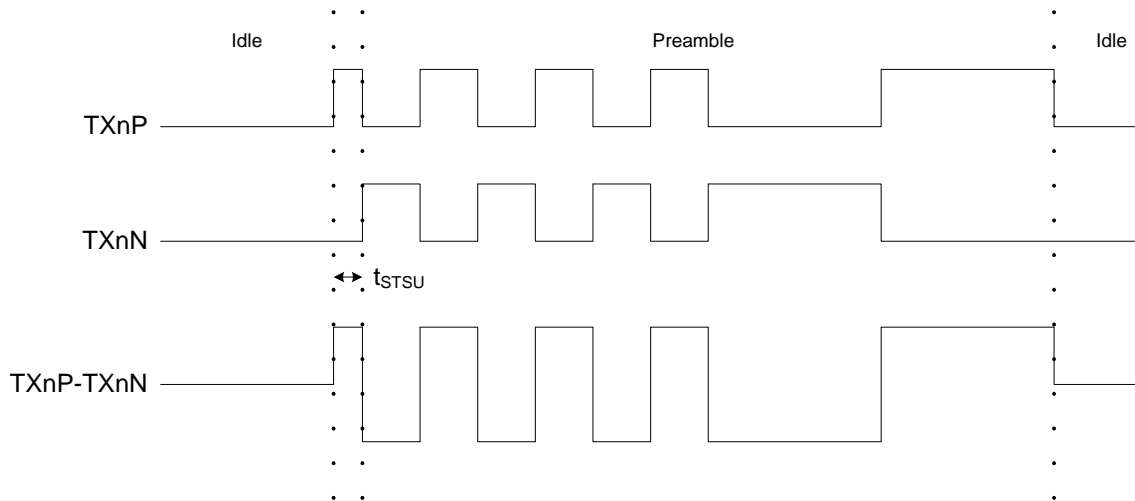 Idle
Preamble
Idle
TXnP
TXnN
tSTSU
TXnP-TXnN